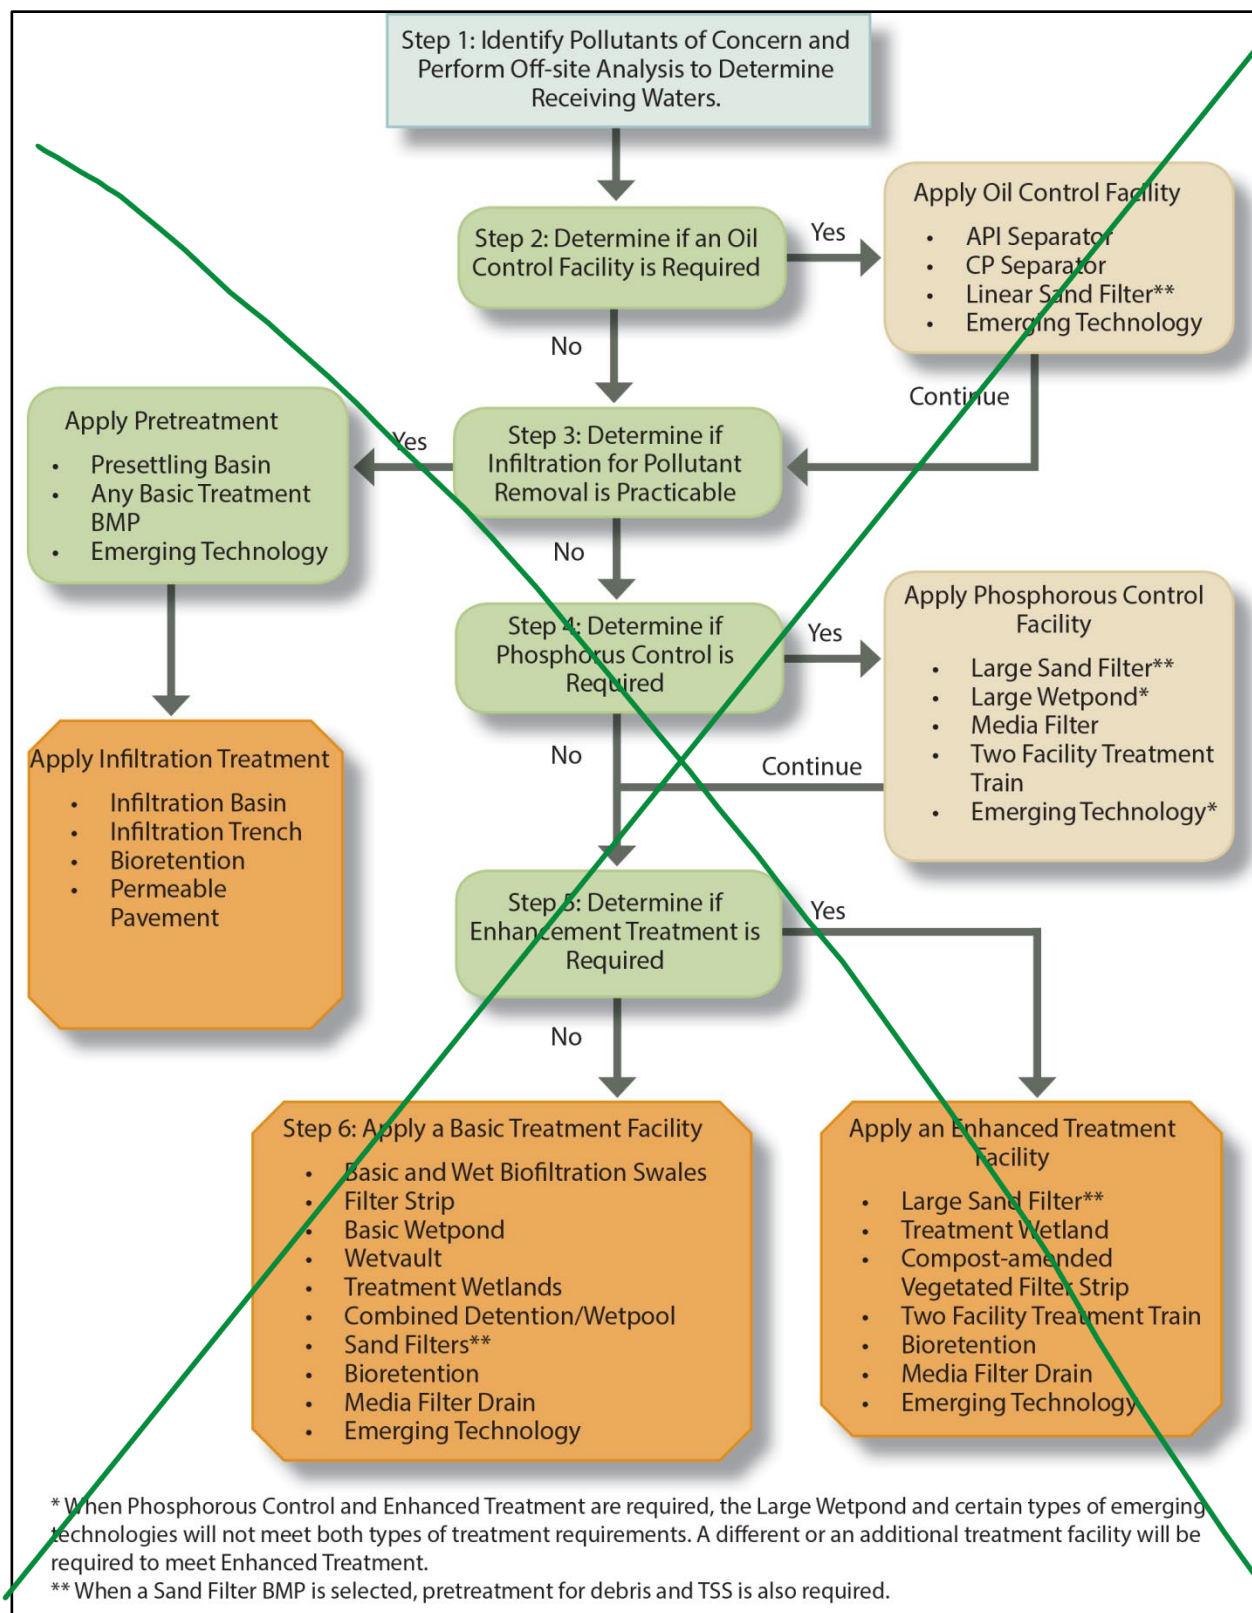 Step 1: Identify Pollutants of Concern and
Perform Off-site Analysis to Determine
Receiving Waters.
Step 2: Determine if an Oil
Control Facility is Required
Yes
Apply Oil Control Facility
• API Separator
• CP Separator
• Linear Sand Filter**
• Emerging Technology
No
Continue
Step 3: Determine if
Infiltration for Pollutant
Removal is Practicable
Yes
Apply Pretreatment
• Presettling Basin
• Any Basic Treatment
BMP
• Emerging Technology
No
Apply Infiltration Treatment
• Infiltration Basin
• Infiltration Trench
• Bioretention
• Permeable
Pavement
Step 4: Determine if
Phosphorus Control is
Required
Yes
Apply Phosphorous Control
Facility
• Large Sand Filter**
• Large Wetpond*
• Media Filter
• Two Facility Treatment
Train
• Emerging Technology*
No
Continue
Step 5: Determine if
Enhancement Treatment is
Required
Yes
No
Step 6: Apply a Basic Treatment Facility
• Basic and Wet Biofiltration Swales
• Filter Strip
• Basic Wetpond
• Wetvault
• Treatment Wetlands
• Combined Detention/Wetpool
• Sand Filters**
• Bioretention
• Media Filter Drain
• Emerging Technology
Apply an Enhanced Treatment
Facility
• Large Sand Filter**
• Treatment Wetland
• Compost-amended
Vegetated Filter Strip
• Two Facility Treatment Train
• Bioretention
• Media Filter Drain
• Emerging Technology
* When Phosphorous Control and Enhanced Treatment are required, the Large Wetpond and certain types of emerging
technologies will not meet both types of treatment requirements. A different or an additional treatment facility will be
required to meet Enhanced Treatment.
** When a Sand Filter BMP is selected, pretreatment for debris and TSS is also required.